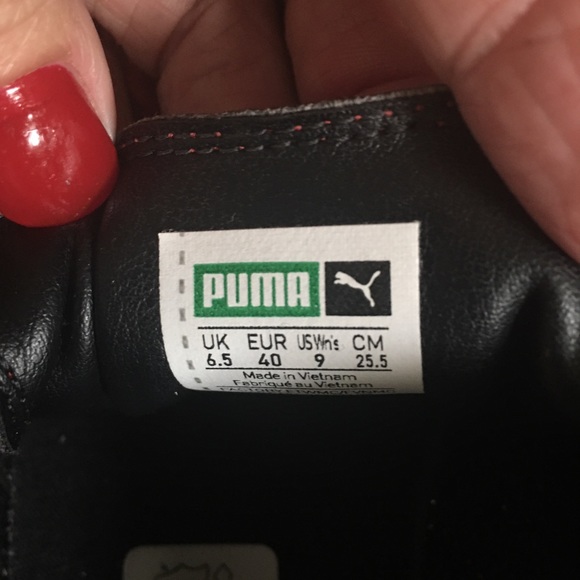 PUMA
UK EUR US Wn's CM
6.5 40 9 25.5
Made in Vietnam
Fabriqué au Vietnam